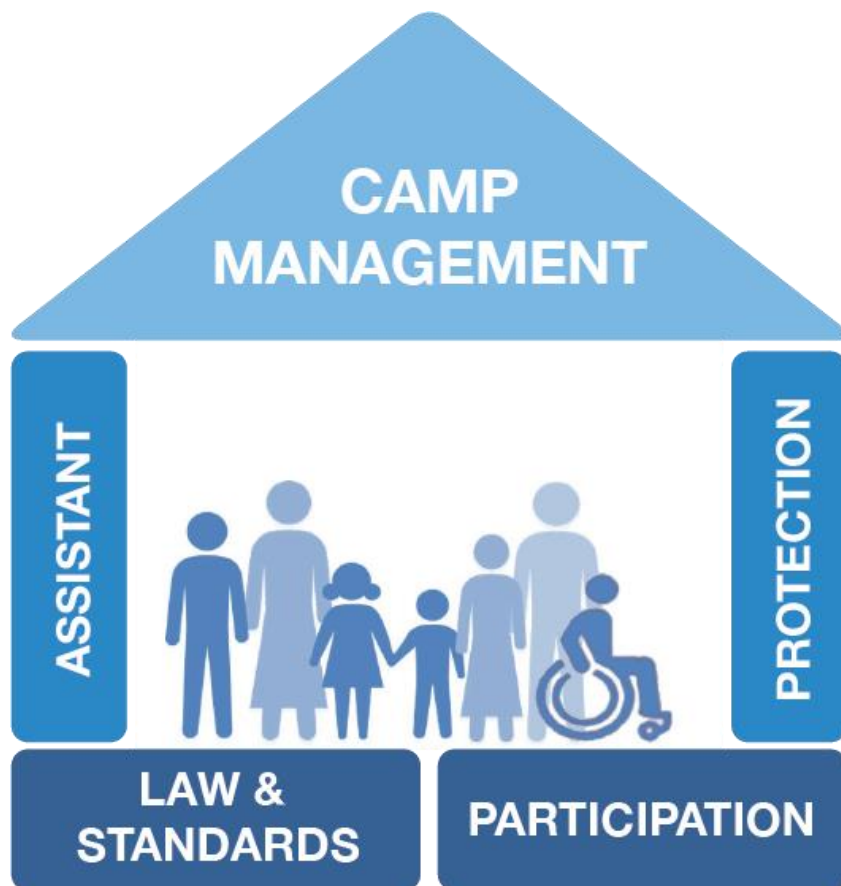 CAMP
MANAGEMENT
ASSISTANT
PROTECTION
LAW &
STANDARDS
PARTICIPATION